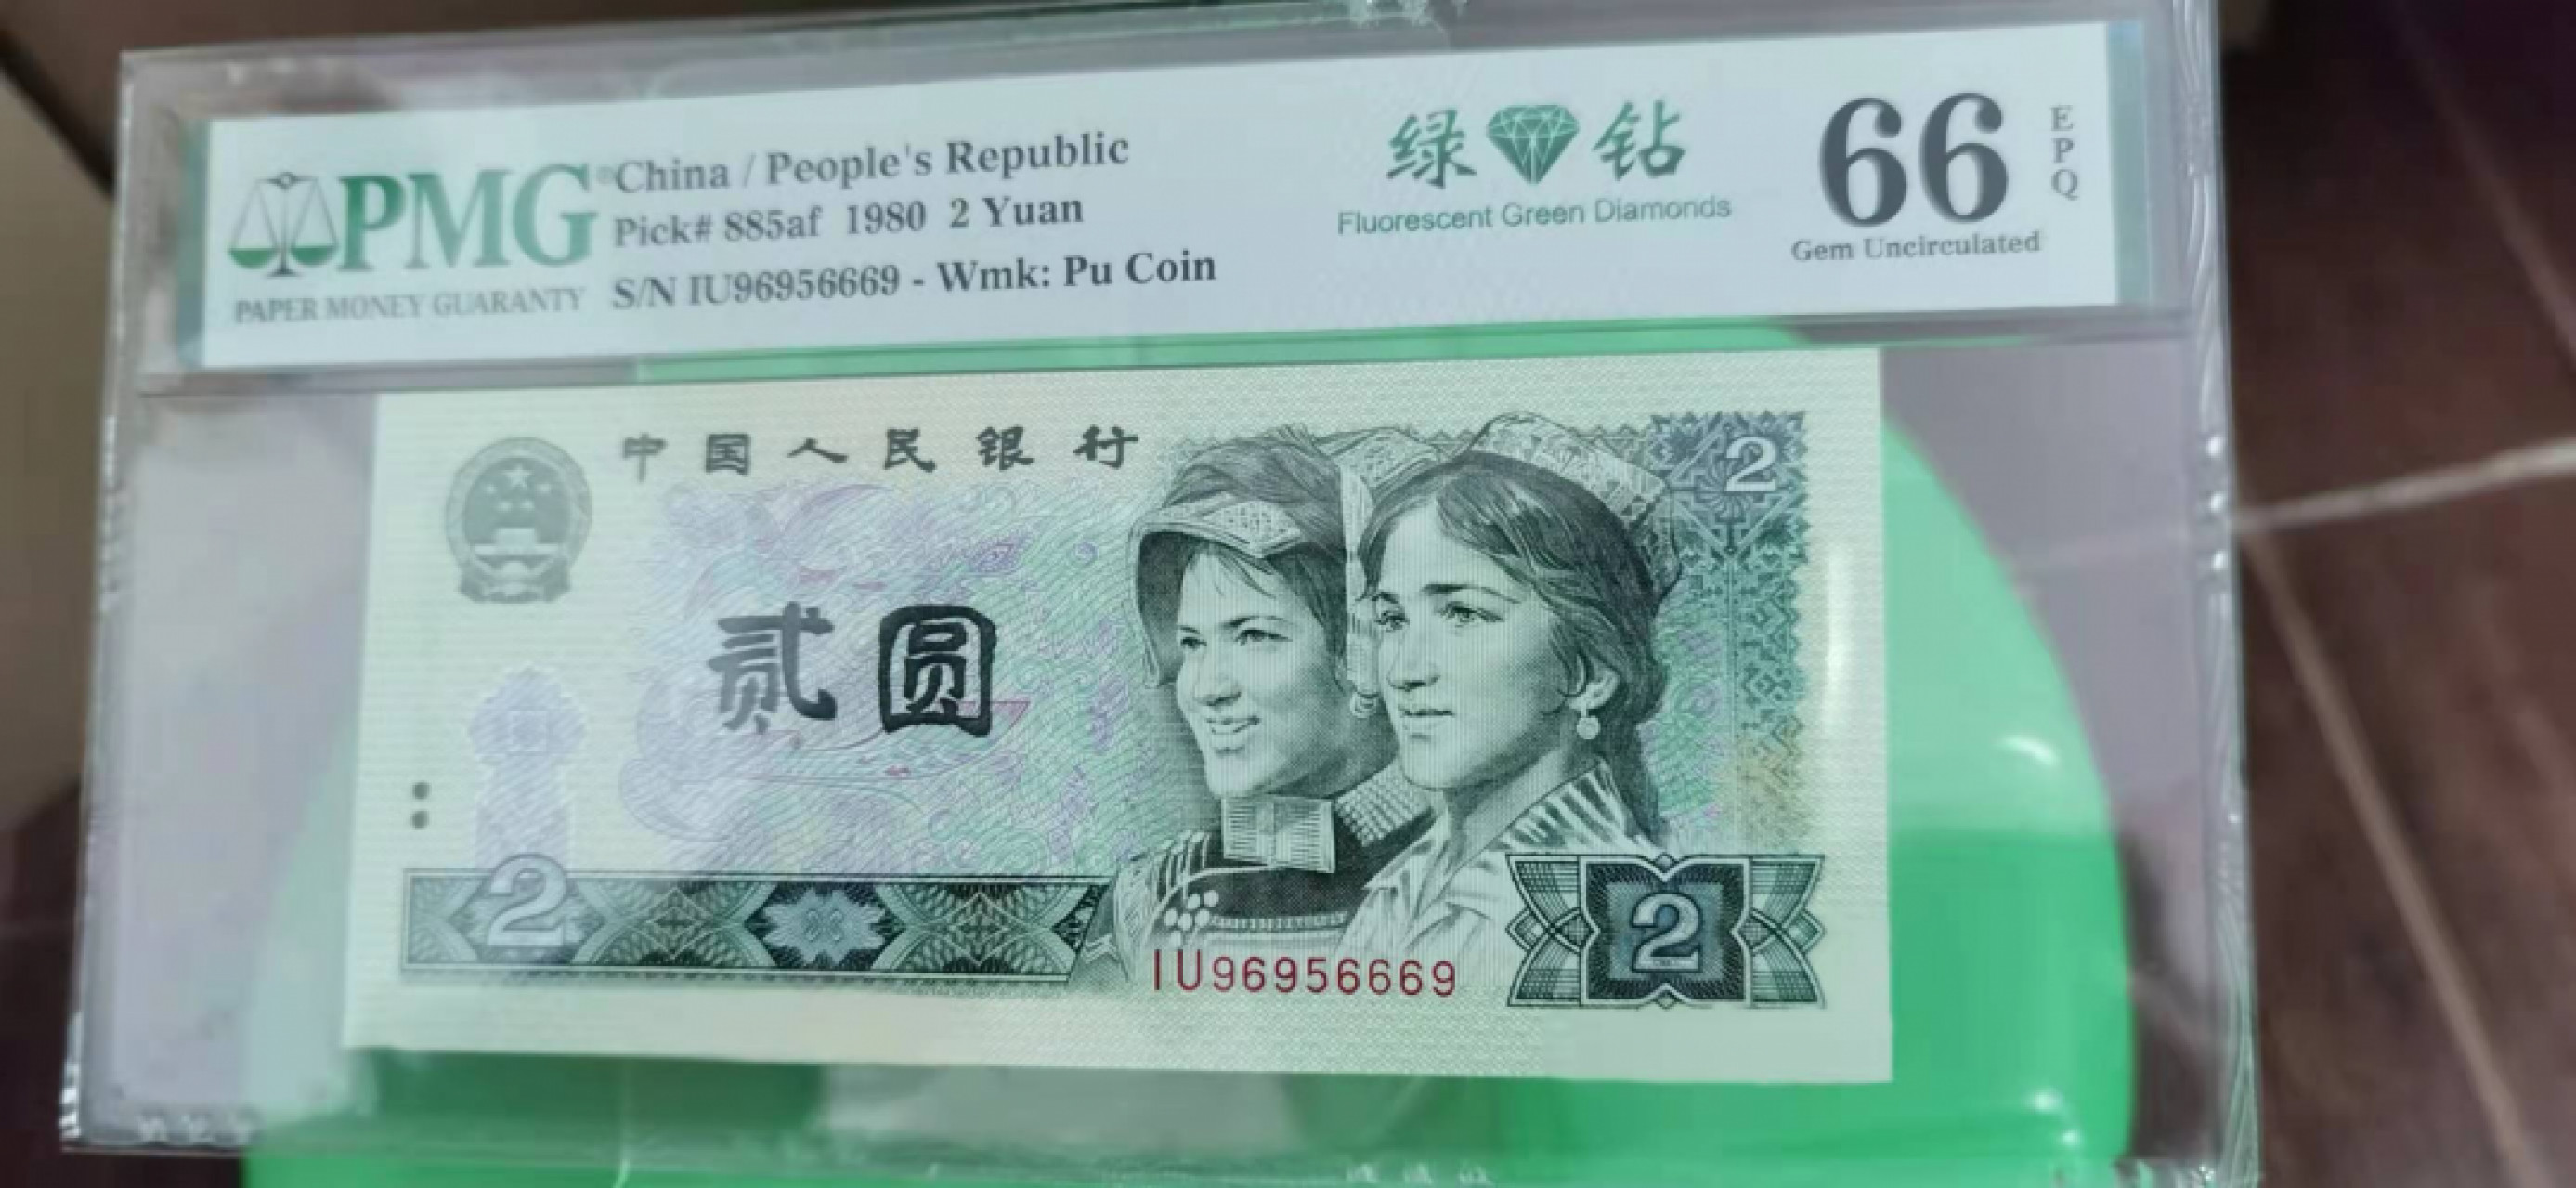 PMG®
PAPER MONEY GUARANTY
China / People's Republic
Pick# 885af 1980 2 Yuan
S/N IU96956669 - Wmk: Pu Coin
绿钻
Fluorescent Green Diamonds
66
EPQ
Gem Uncirculated
中国人民银行
2
贰圆
2
IU96956669
2